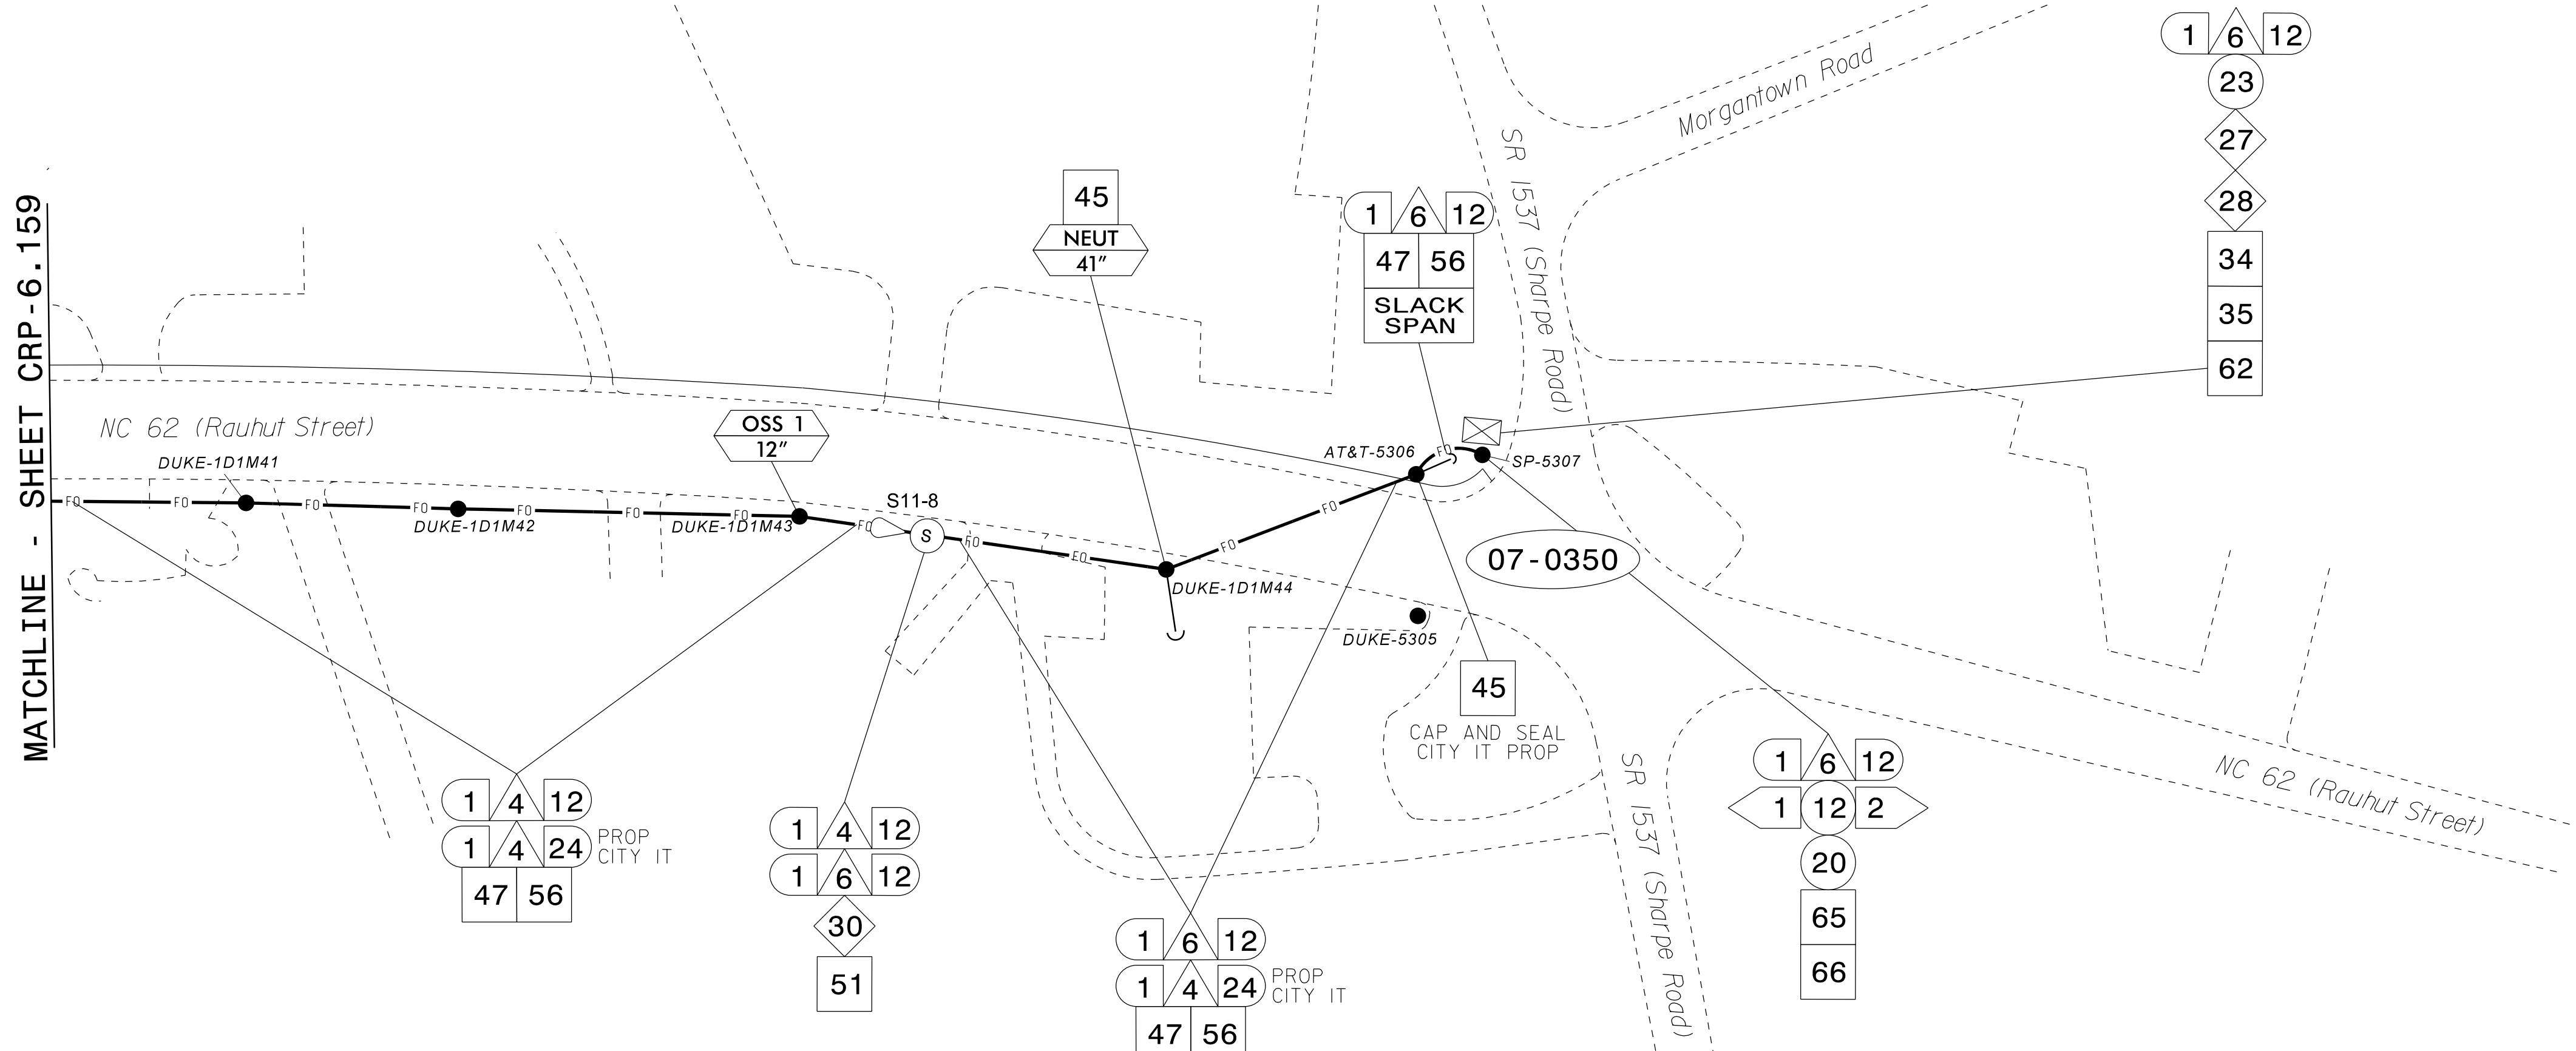 MATCHLINE - SHEET CRP-6.159
NC 62 (Rauhut Street)
DUKE-1D1M41
FO
FO
FO
FO
DUKE-1D1M42
FO
FO
FO
DUKE-1D1M43
OSS 1
12"
FO
S11-8
S
FO
FO
45
NEUT
41"
DUKE-1D1M44
FO
FO
1 6 12
47 56
SLACK
SPAN
AT&T-5306
FO
SP-5307
SR 1537 (Sharpe Road)
Morgantown Road
1 6 12
23
27
28
34
35
62
07-0350
DUKE-5305
45
CAP AND SEAL
CITY IT PROP
1 4 12
1 4 24 PROP
CITY IT
47 56
1 4 12
1 6 12
30
51
1 6 12
1 4 24 PROP
CITY IT
47 56
SR 1537 (Sharpe Road)
1 6 12
1 12 2
20
65
66
NC 62 (Rauhut Street)